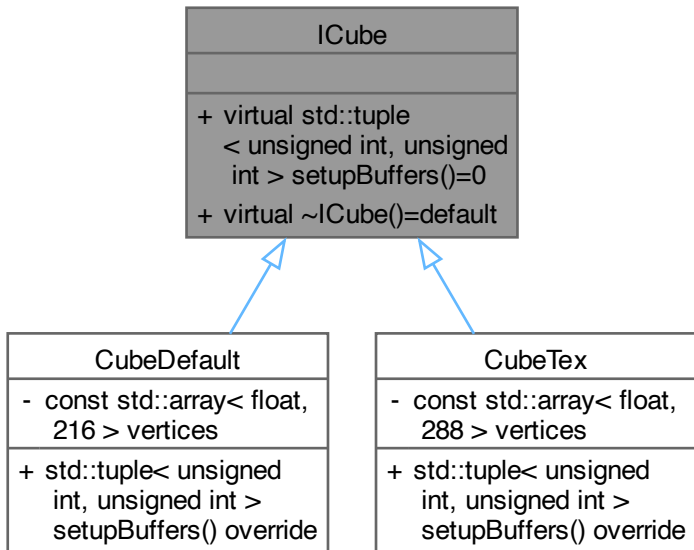 ICube
+ virtual std::tuple
< unsigned int, unsigned
int > setupBuffers()=0
+ virtual ~ICube()=default
CubeDefault
- const std::array< float,
216 > vertices
+ std::tuple< unsigned
int, unsigned int >
setupBuffers() override
CubeTex
- const std::array< float,
288 > vertices
+ std::tuple< unsigned
int, unsigned int >
setupBuffers() override